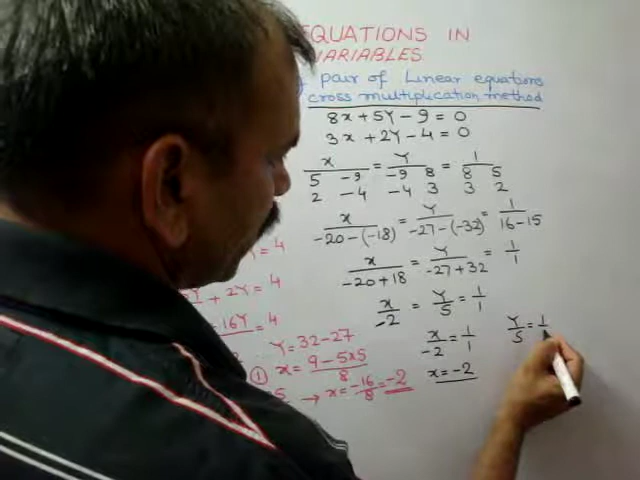 EQUATIONS IN
VARIABLES
pair of Linear equations
cross multiplication method
8x + 5Y - 9 = 0
3x + 2Y - 4 = 0
x = Y = 1
5 -9 -9 8 8 5
2 -4 -4 3 3 2
x/-20-(-18) = Y/-27-(-32) = 1/16-15
x/-20+18 = Y/-27+32 = 1/1
x/-2 = Y/5 = 1/1
x/-2 = 1/1
x = -2
Y/5 = 1
= 4
+ 2Y = 4
16Y = 4
Y = 32-27
① x = 9-5x5/8
5 → x = -16/8 = -2